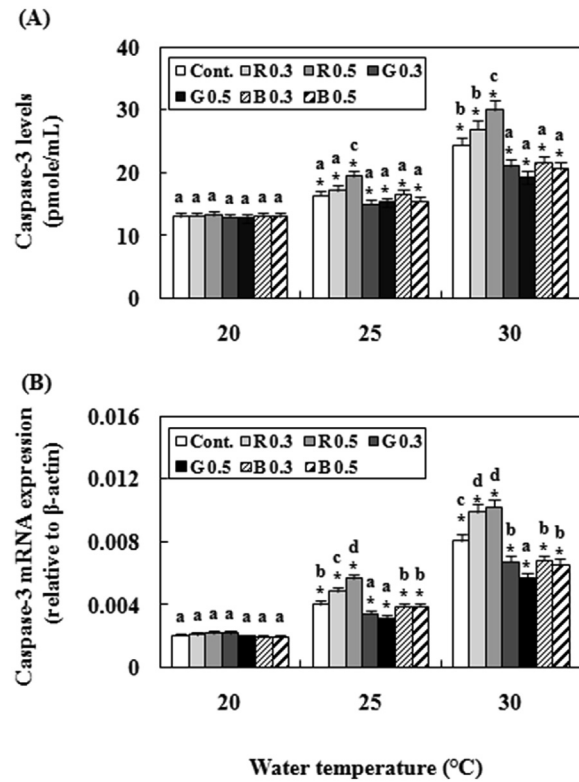 (A)
Caspase-3 levels
(pmole/mL)
40
30
20
10
0
Cont. R 0.3 R 0.5 G 0.3
G 0.5 B 0.3 B 0.5
a a a a a a a
a a c a a a a
* * * * * * *
b b c a a a a
* * * * * * *
20 25 30
(B)
Caspase-3 mRNA expression
(relative to β-actin)
0.016
0.012
0.008
0.004
0
Cont. R 0.3 R 0.5 G 0.3
G 0.5 B 0.3 B 0.5
a a a a a a a
b c d a a b b
* * * * * * *
c d d b a b b
* * * * * * *
20 25 30
Water temperature (°C)